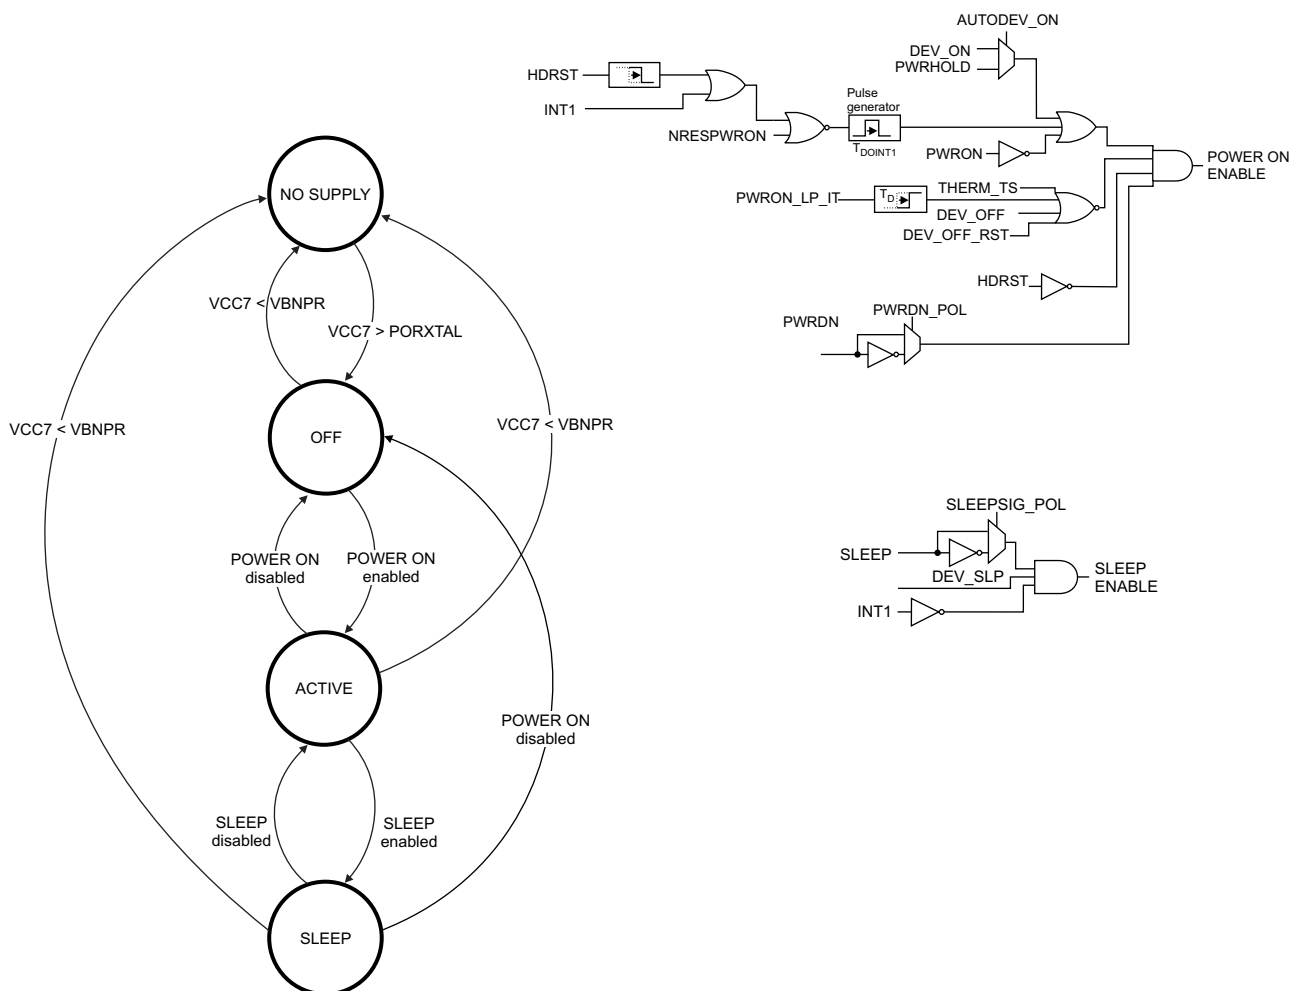 AUTODEV_ON
DEV_ON
PWRHOLD
HDRST
INT1
Pulse
generator
NRESPWRON
TDOINT1
PWRON
POWER ON
ENABLE
PWRON_LP_IT
TD
THERM_TS
DEV_OFF
DEV_OFF_RST
HDRST
PWRDN
PWRDN_POL
NO SUPPLY
VCC7 < VBNPR
VCC7 > PORXTAL
VCC7 < VBNPR
OFF
VCC7 < VBNPR
POWER ON
disabled
POWER ON
enabled
ACTIVE
POWER ON
disabled
SLEEP
disabled
SLEEP
enabled
SLEEP
SLEEPSIG_POL
SLEEP
DEV_SLP
INT1
SLEEP
ENABLE